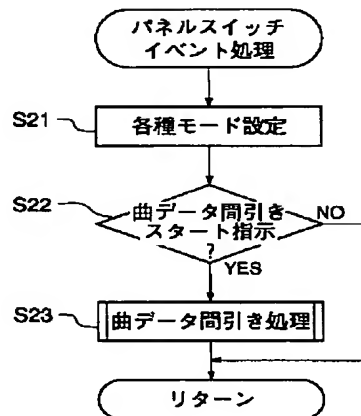 パネルスイッチ
イベント処理
S21
各種モード設定
S22
曲データ間引き
スタート指示
?
NO
YES
S23
曲データ間引き処理
リターン